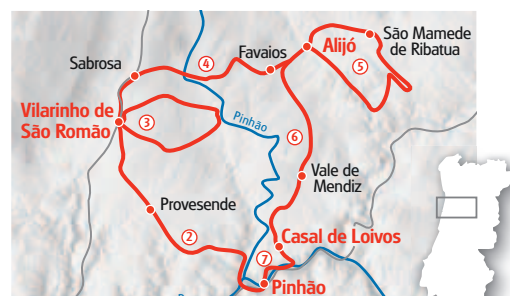 São Mamede
de Ribatua
Alijó
Favaios
④
Sabrosa
⑤
Vilarinho de
São Romão
③
Pinhão
⑥
Vale de
Mendiz
Provesende
②
Casal de Loivos
⑦
Pinhão